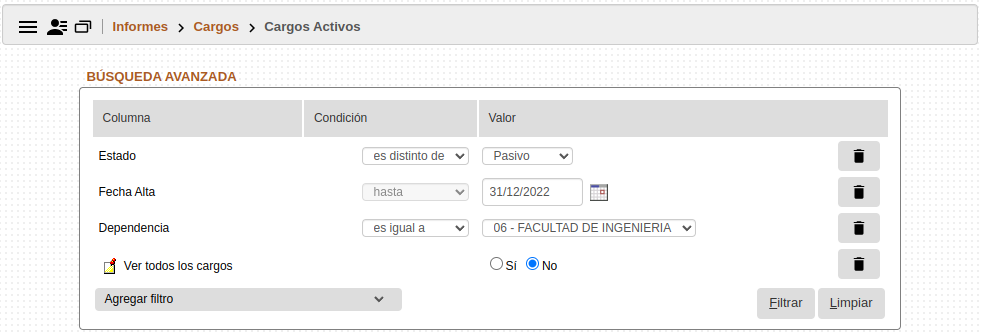 Informes > Cargos > Cargos Activos
BÚSQUEDA AVANZADA
Columna Condición Valor
Estado es distinto de Pasivo
Fecha Alta hasta 31/12/2022
Dependencia es igual a 06 - FACULTAD DE INGENIERIA
Ver todos los cargos Sí No
Agregar filtro Filtrar Limpiar